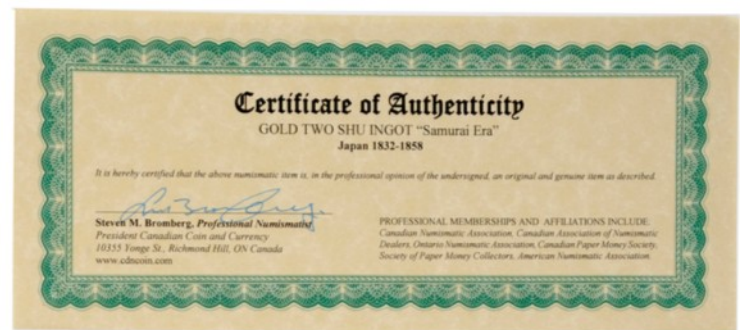 Certificate of Authenticity
GOLD TWO SHU INGOT "Samurai Era"
Japan 1832-1858
It is hereby certified that the above numismatic item is, in the professional opinion of the undersigned, an original and genuine item as described.
Steven M. Bromberg, Professional Numismatist
President Canadian Coin and Currency
10355 Yonge St., Richmond Hill, ON Canada
www.cdncoin.com
PROFESSIONAL MEMBERSHIPS AND AFFILIATIONS INCLUDE:
Canadian Numismatic Association, Canadian Association of Numismatic
Dealers, Ontario Numismatic Association, Canadian Paper Money Society,
Society of Paper Money Collectors, American Numismatic Association